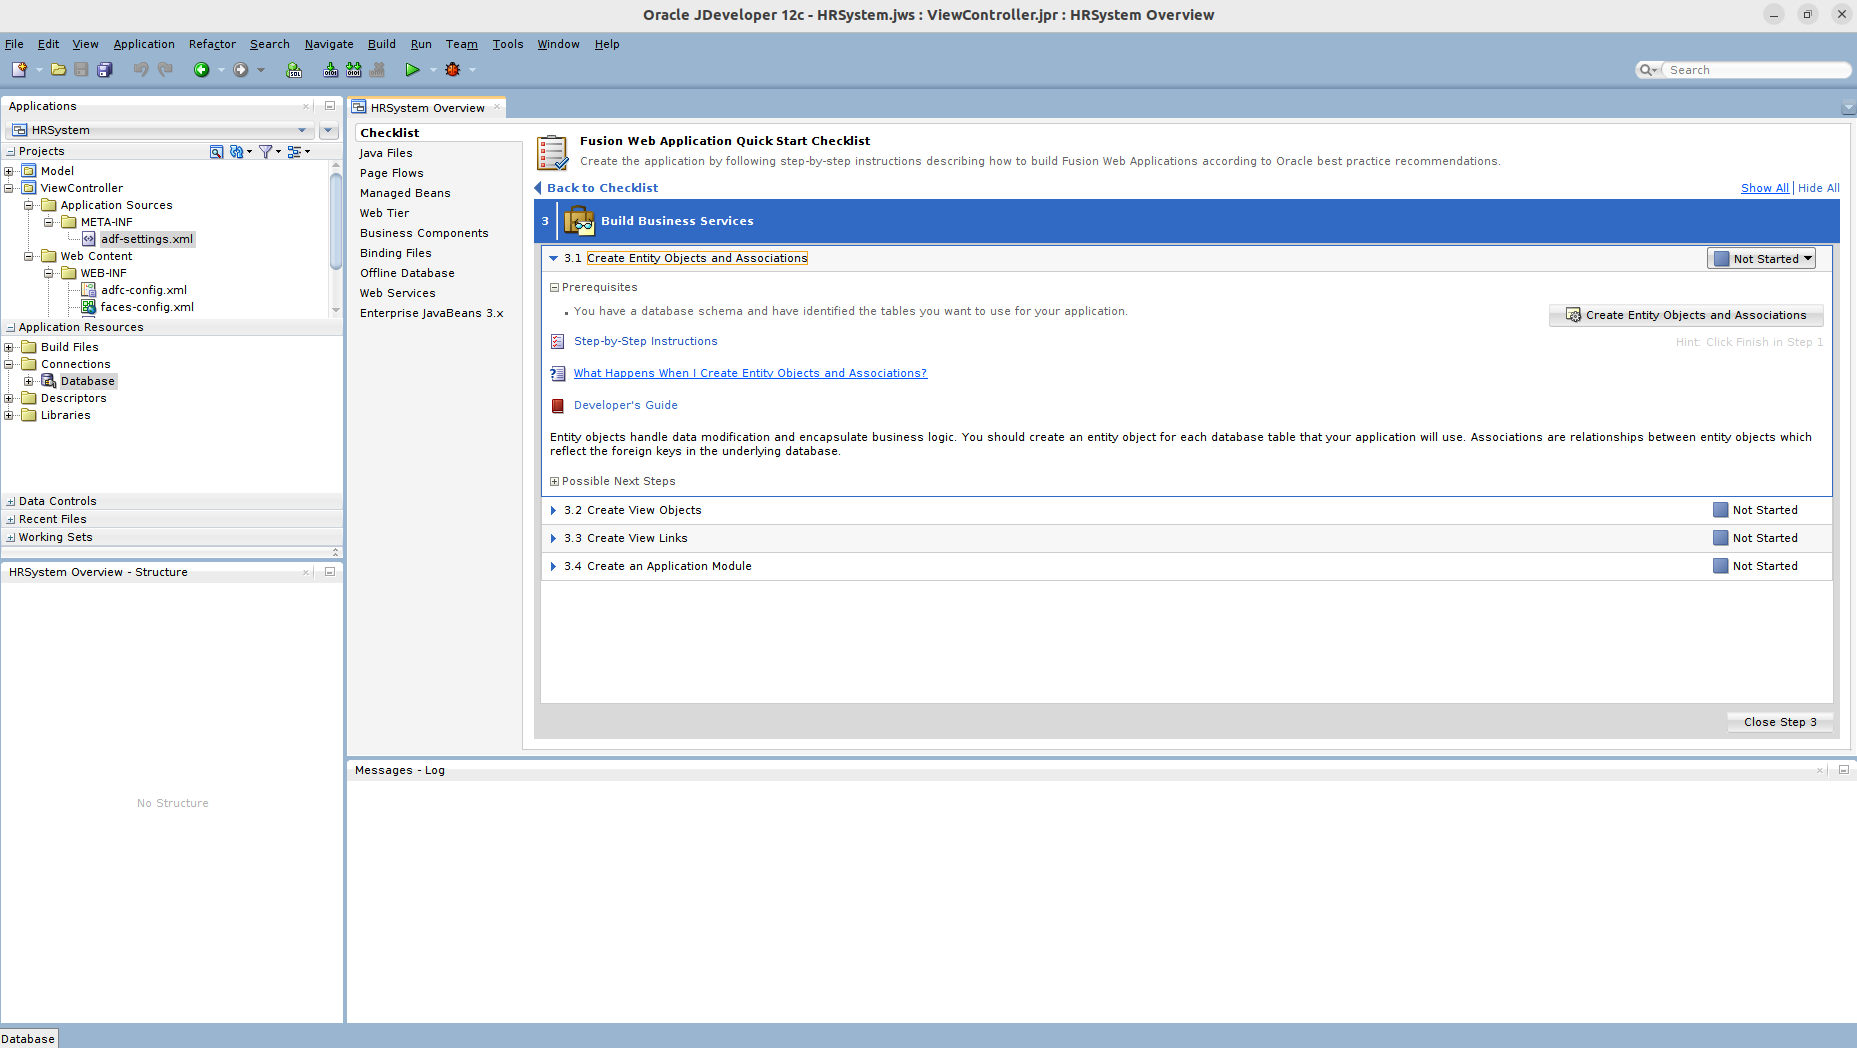 Oracle JDeveloper 12c - HRSystem.jws : ViewController.jpr : HRSystem Overview
File Edit View Application Refactor Search Navigate Build Run Team Tools Window Help
Search
Applications
HRSystem
Projects
Model
ViewController
Application Sources
META-INF
adf-settings.xml
Web Content
WEB-INF
adfc-config.xml
faces-config.xml
Application Resources
Build Files
Connections
Database
Descriptors
Libraries
Data Controls
Recent Files
Working Sets
HRSystem Overview - Structure
No Structure
Database
HRSystem Overview
Checklist
Java Files
Page Flows
Managed Beans
Web Tier
Business Components
Binding Files
Offline Database
Web Services
Enterprise JavaBeans 3.x
Fusion Web Application Quick Start Checklist
Create the application by following step-by-step instructions describing how to build Fusion Web Applications according to Oracle best practice recommendations.
Back to Checklist
Show All Hide All
3 Build Business Services
3.1 Create Entity Objects and Associations Not Started
Prerequisites
You have a database schema and have identified the tables you want to use for your application.
Create Entity Objects and Associations
Hint: Click Finish in Step 1
Step-by-Step Instructions
What Happens When I Create Entity Objects and Associations?
Developer's Guide
Entity objects handle data modification and encapsulate business logic. You should create an entity object for each database table that your application will use. Associations are relationships between entity objects which
reflect the foreign keys in the underlying database.
Possible Next Steps
3.2 Create View Objects Not Started
3.3 Create View Links Not Started
3.4 Create an Application Module Not Started
Close Step 3
Messages - Log